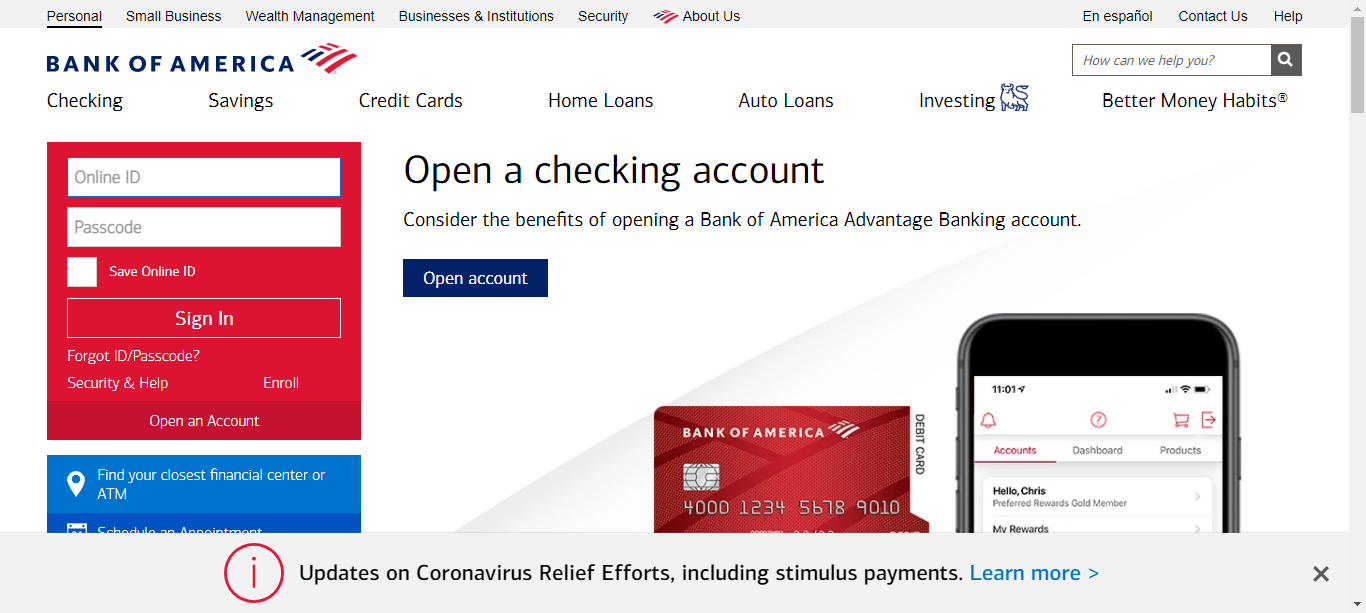 Personal
Small Business
Wealth Management
Businesses & Institutions
Security
About Us
En español
Contact Us
Help
BANK OF AMERICA
How can we help you?
Checking
Savings
Credit Cards
Home Loans
Auto Loans
Investing
Better Money Habits®
Online ID
Passcode
Save Online ID
Sign In
Forgot ID/Passcode?
Security & Help
Enroll
Open an Account
Find your closest financial center or
ATM
Schedule an Appointment
Open a checking account
Consider the benefits of opening a Bank of America Advantage Banking account.
Open account
BANK OF AMERICA
DEBIT CARD
4000 1234 5678 9010
11:01
Accounts
Dashboard
Products
Hello, Chris
Preferred Rewards Gold Member
My Rewards
Updates on Coronavirus Relief Efforts, including stimulus payments. Learn more >